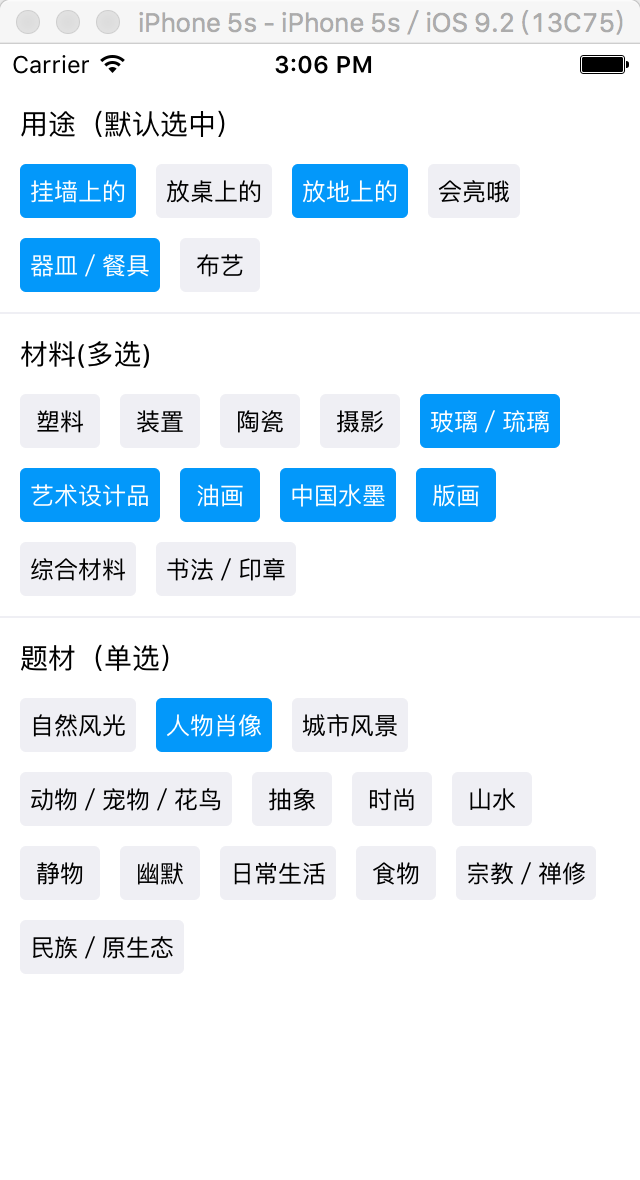 iPhone 5s - iPhone 5s / iOS 9.2 (13C75)
Carrier 3:06 PM
用途（默认选中）
挂墙上的 放桌上的 放地上的 会亮哦
器皿 / 餐具 布艺
材料(多选)
塑料 装置 陶瓷 摄影 玻璃 / 琉璃
艺术设计品 油画 中国水墨 版画
综合材料 书法 / 印章
题材（单选）
自然风光 人物肖像 城市风景
动物 / 宠物 / 花鸟 抽象 时尚 山水
静物 幽默 日常生活 食物 宗教 / 禅修
民族 / 原生态